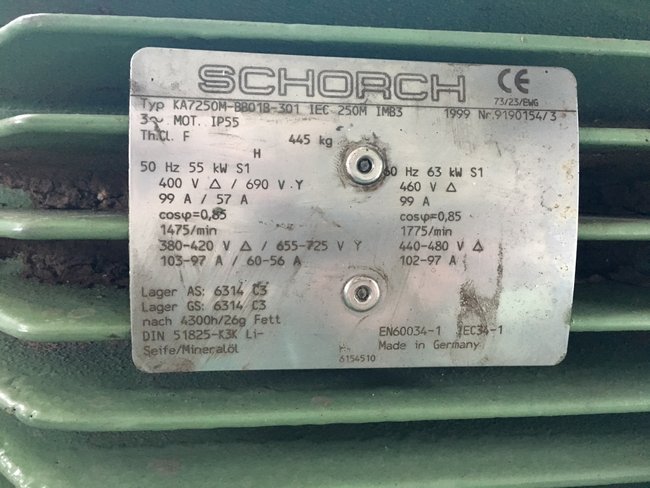 SCHORCH
CE
73/23/EWG
Typ KA7250M-BB01B-301 IEC 250M IMB3 1999 Nr.9190154/3
3~ MOT. IP55
Th.Cl. F 445 kg
H
50 Hz 55 kW S1 60 Hz 63 kW S1
400 V △ / 690 V Y 460 V △
99 A / 57 A 99 A
cosφ=0,85 cosφ=0,85
1475/min 1775/min
380-420 V △ / 655-725 V Y 440-480 V △
103-97 A / 60-56 A 102-97 A
Lager AS: 6314 C3
Lager GS: 6314 C3
nach 4300h/26g Fett
DIN 51825-K3K Li- EN60034-1 IEC34-1
Seife/Mineralöl Made in Germany
6154510